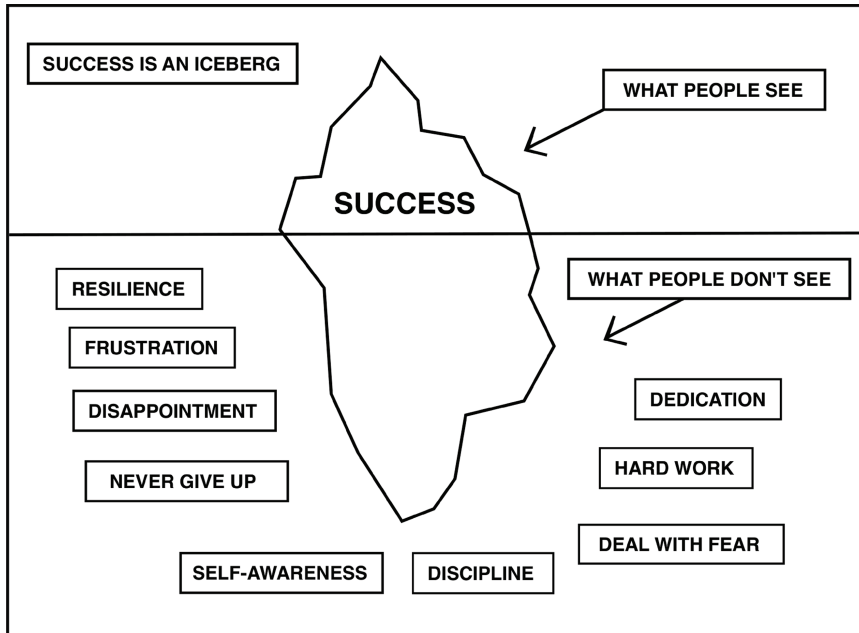 SUCCESS IS AN ICEBERG
WHAT PEOPLE SEE
SUCCESS
WHAT PEOPLE DON'T SEE
RESILIENCE
FRUSTRATION
DISAPPOINTMENT
NEVER GIVE UP
SELF-AWARENESS
DISCIPLINE
DEAL WITH FEAR
HARD WORK
DEDICATION